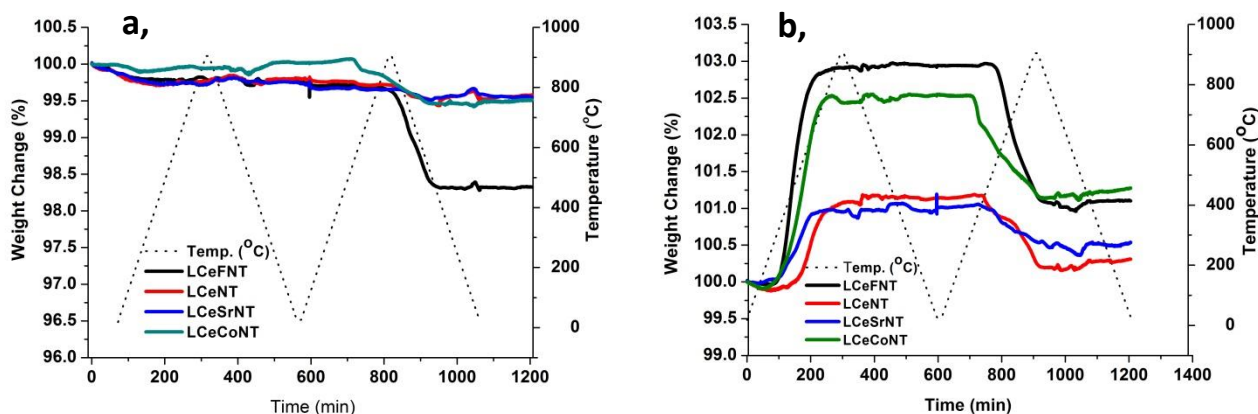 a,
100.5
100.0
99.5
99.0
98.5
98.0
97.5
97.0
96.5
96.0
Weight Change (%)
1000
800
600
400
200
0
Temperature (°C)
Temp. (°C)
LCeFNT
LCeNT
LCeSrNT
LCeCoNT
0 200 400 600 800 1000 1200
Time (min)
b,
103.5
103.0
102.5
102.0
101.5
101.0
100.5
100.0
99.5
99.0
Weight Change (%)
1000
800
600
400
200
0
Temperature (°C)
Temp. (°C)
LCeFNT
LCeNT
LCeSrNT
LCeCoNT
0 200 400 600 800 1000 1200 1400
Time (min)